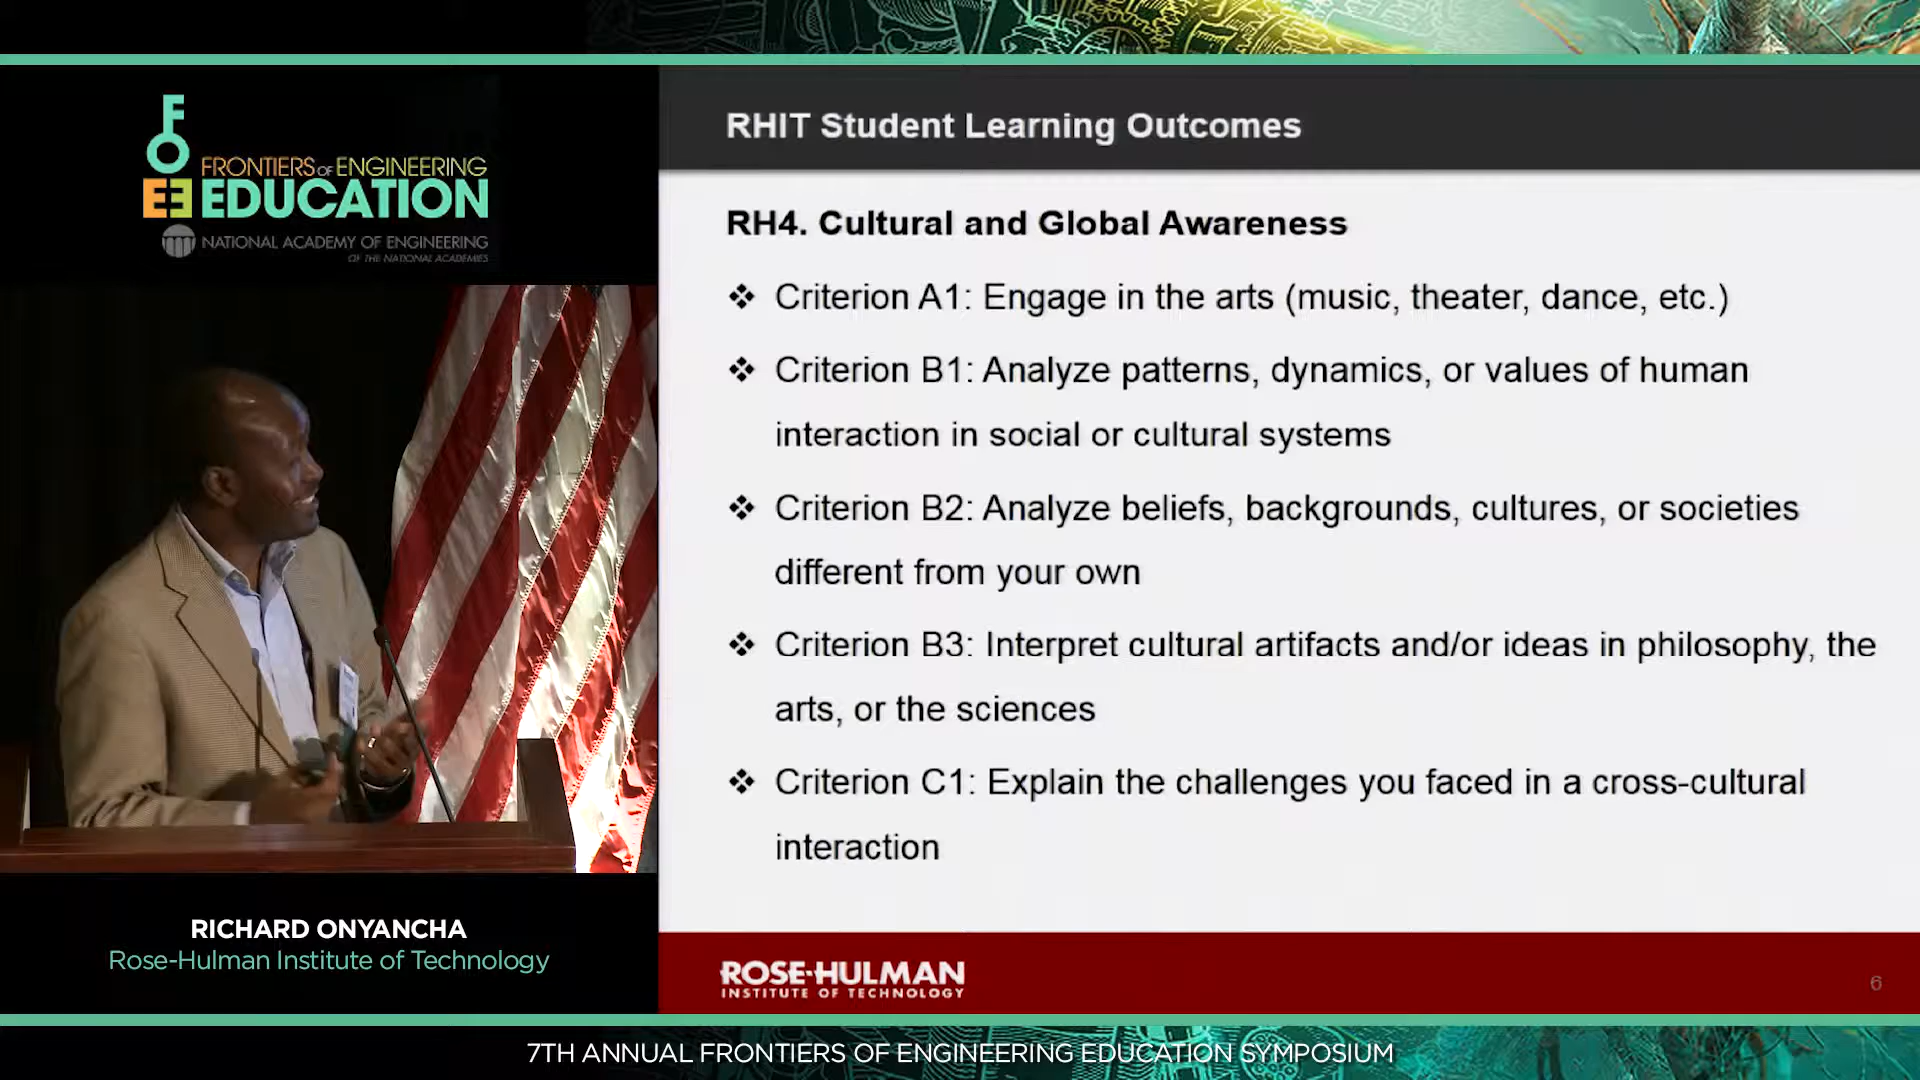 FOEE
FRONTIERS OF ENGINEERING
EDUCATION
NATIONAL ACADEMY OF ENGINEERING
OF THE NATIONAL ACADEMIES
RICHARD ONYANCHA
Rose-Hulman Institute of Technology
RHIT Student Learning Outcomes
RH4. Cultural and Global Awareness
❖ Criterion A1: Engage in the arts (music, theater, dance, etc.)
❖ Criterion B1: Analyze patterns, dynamics, or values of human
interaction in social or cultural systems
❖ Criterion B2: Analyze beliefs, backgrounds, cultures, or societies
different from your own
❖ Criterion B3: Interpret cultural artifacts and/or ideas in philosophy, the
arts, or the sciences
❖ Criterion C1: Explain the challenges you faced in a cross-cultural
interaction
ROSE-HULMAN
INSTITUTE OF TECHNOLOGY
6
7TH ANNUAL FRONTIERS OF ENGINEERING EDUCATION SYMPOSIUM